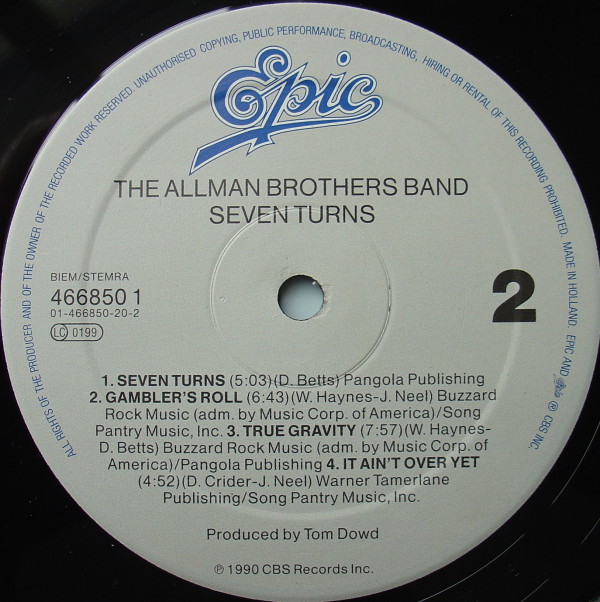 ALL RIGHTS OF THE PRODUCER AND OF THE OWNER OF THE RECORDED WORK RESERVED. UNAUTHORISED COPYING, PUBLIC PERFORMANCE, BROADCASTING, HIRING OR RENTAL OF THIS RECORDING PROHIBITED. MADE IN HOLLAND. EPIC AND Epic ® CBS INC.
Epic
THE ALLMAN BROTHERS BAND
SEVEN TURNS
BIEM/STEMRA
466850 1
01-466850-20-2
LC 0199
2
1. SEVEN TURNS (5:03)(D. Betts) Pangola Publishing
2. GAMBLER'S ROLL (6:43)(W. Haynes-J. Neel) Buzzard
Rock Music (adm. by Music Corp. of America)/Song
Pantry Music, Inc. 3. TRUE GRAVITY (7:57)(W. Haynes-
D. Betts) Buzzard Rock Music (adm. by Music Corp. of
America)/Pangola Publishing 4. IT AIN'T OVER YET
(4:52)(D. Crider-J. Neel) Warner Tamerlane
Publishing/Song Pantry Music, Inc.
Produced by Tom Dowd
℗ 1990 CBS Records Inc.